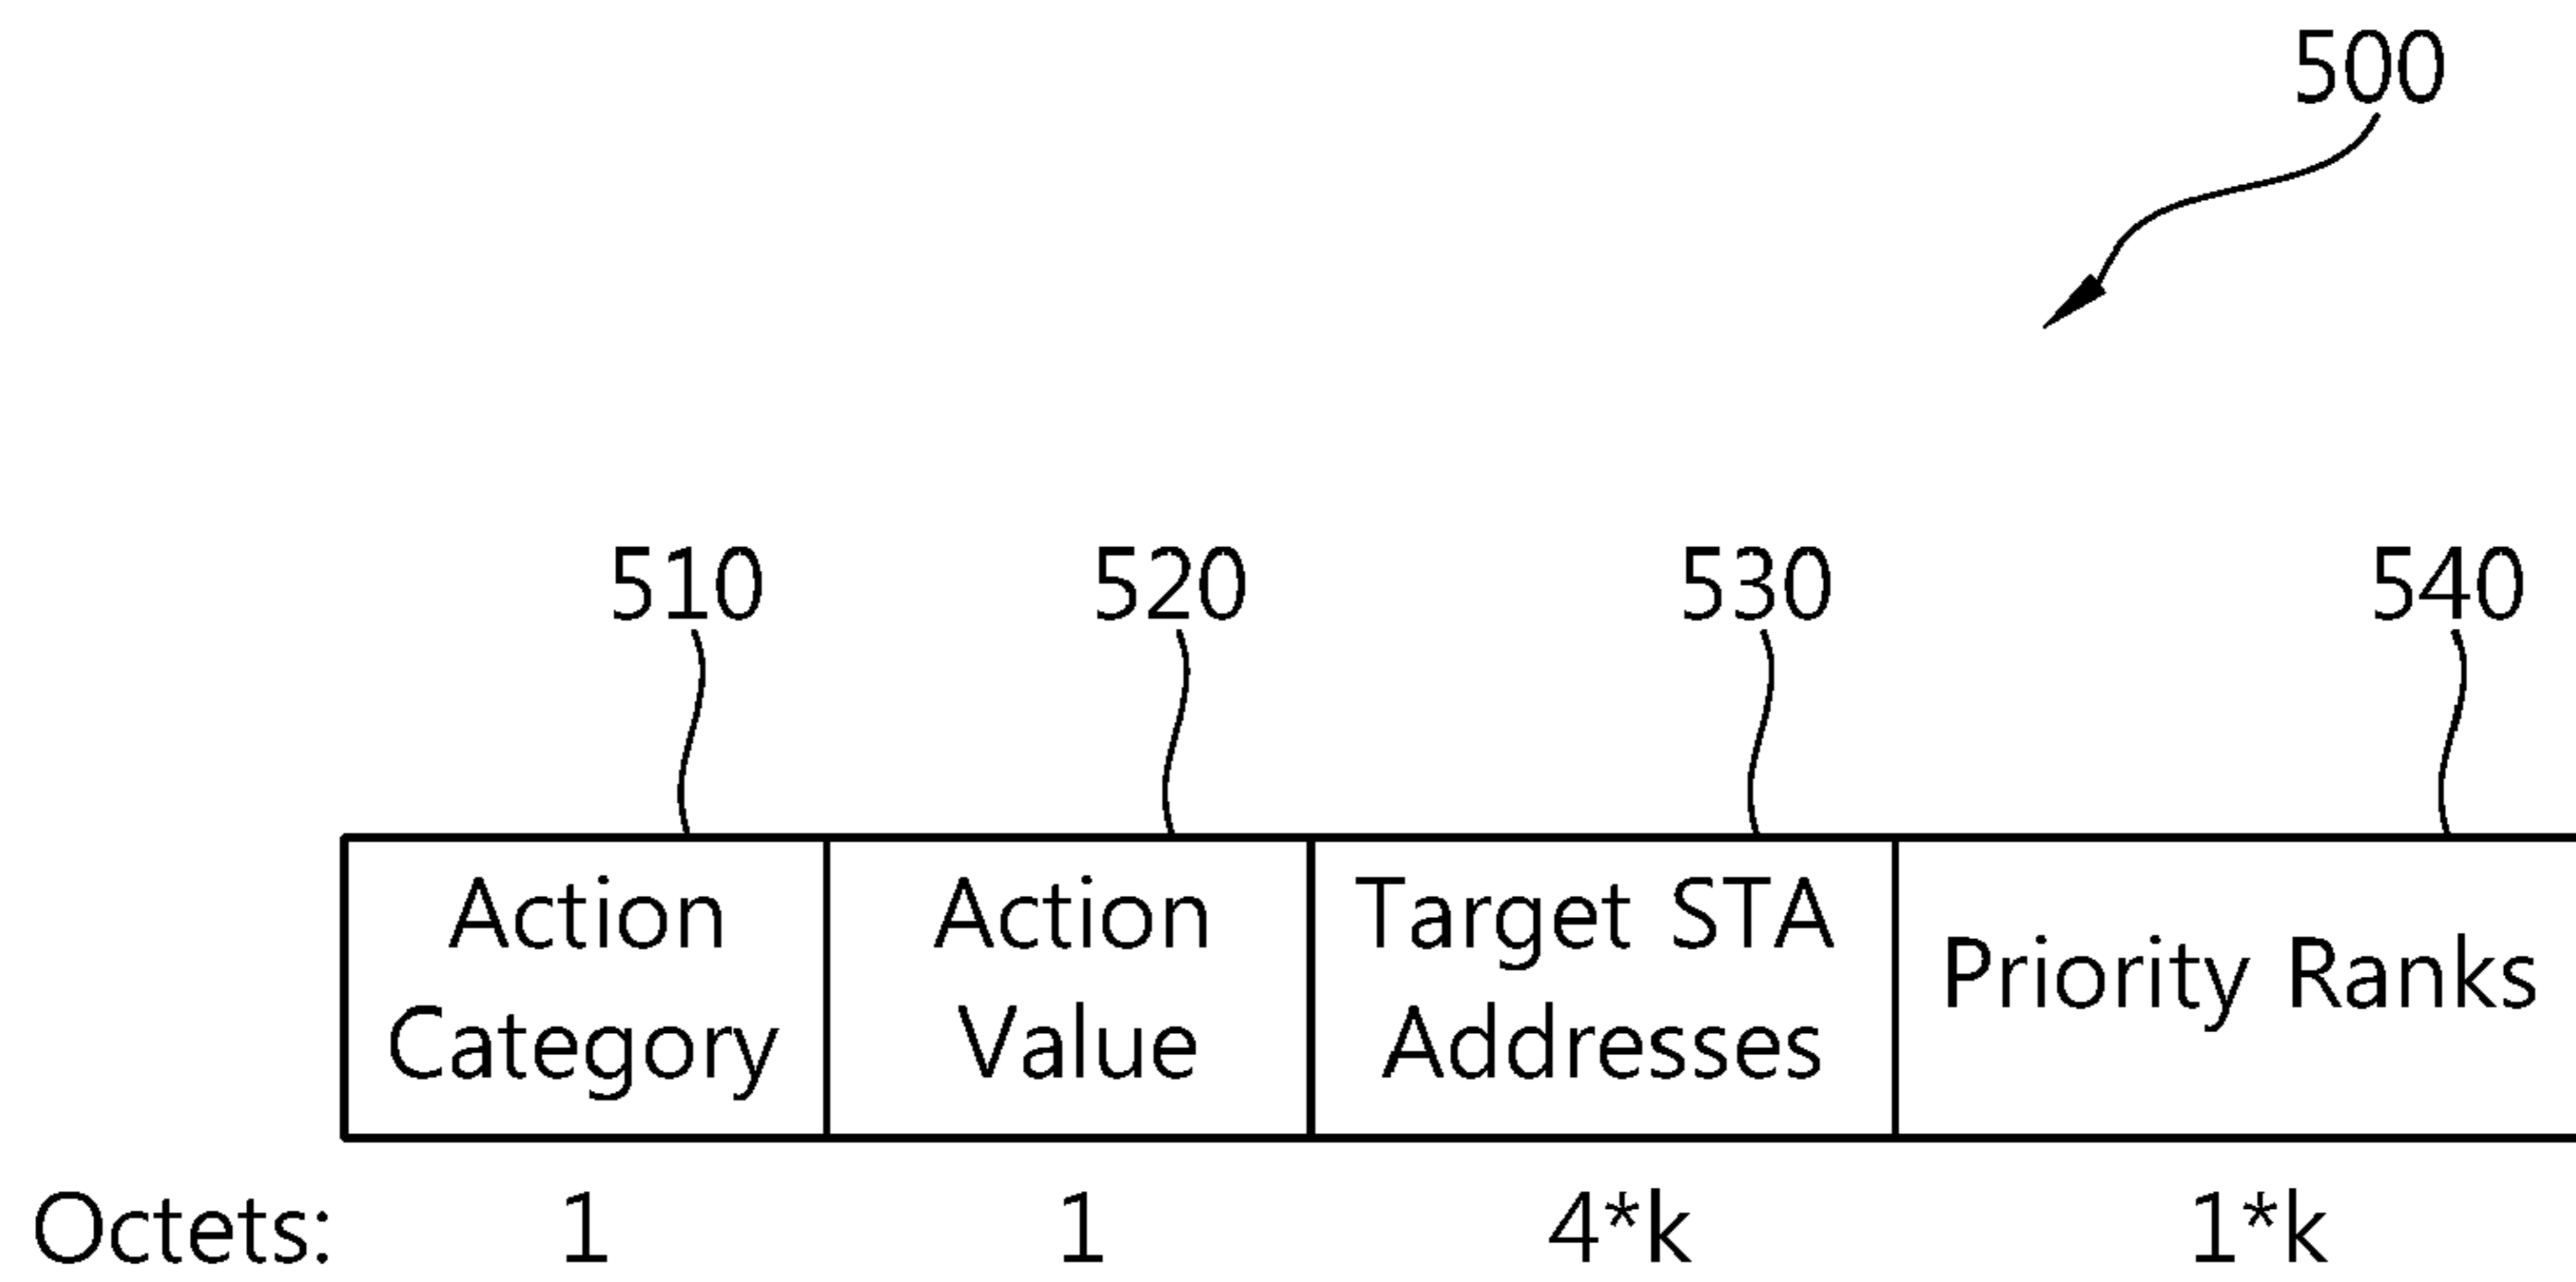 500
510 520 530 540
Action Category Action Value Target STA Addresses Priority Ranks
Octets: 1 1 4*k 1*k